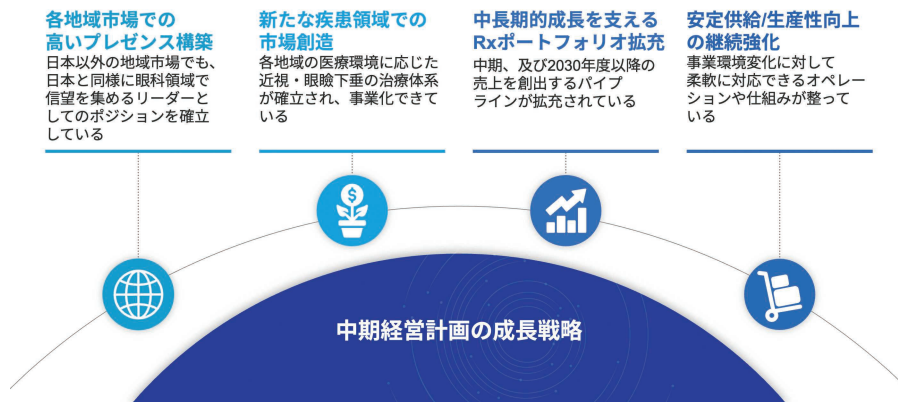 各地域市場での
高いプレゼンス構築
日本以外の地域市場でも、
日本と同様に眼科領域で
信望を集めるリーダーと
してのポジションを確立
している
新たな疾患領域での
市場創造
各地域の医療環境に応じた
近視・眼瞼下垂の治療体系
が確立され、事業化できて
いる
中長期的成長を支える
Rxポートフォリオ拡充
中期、及び2030年度以降の
売上を創出するパイプ
ラインが拡充されている
安定供給/生産性向上
の継続強化
事業環境変化に対して
柔軟に対応できるオペレー
ションや仕組みが整って
いる
中期経営計画の成長戦略